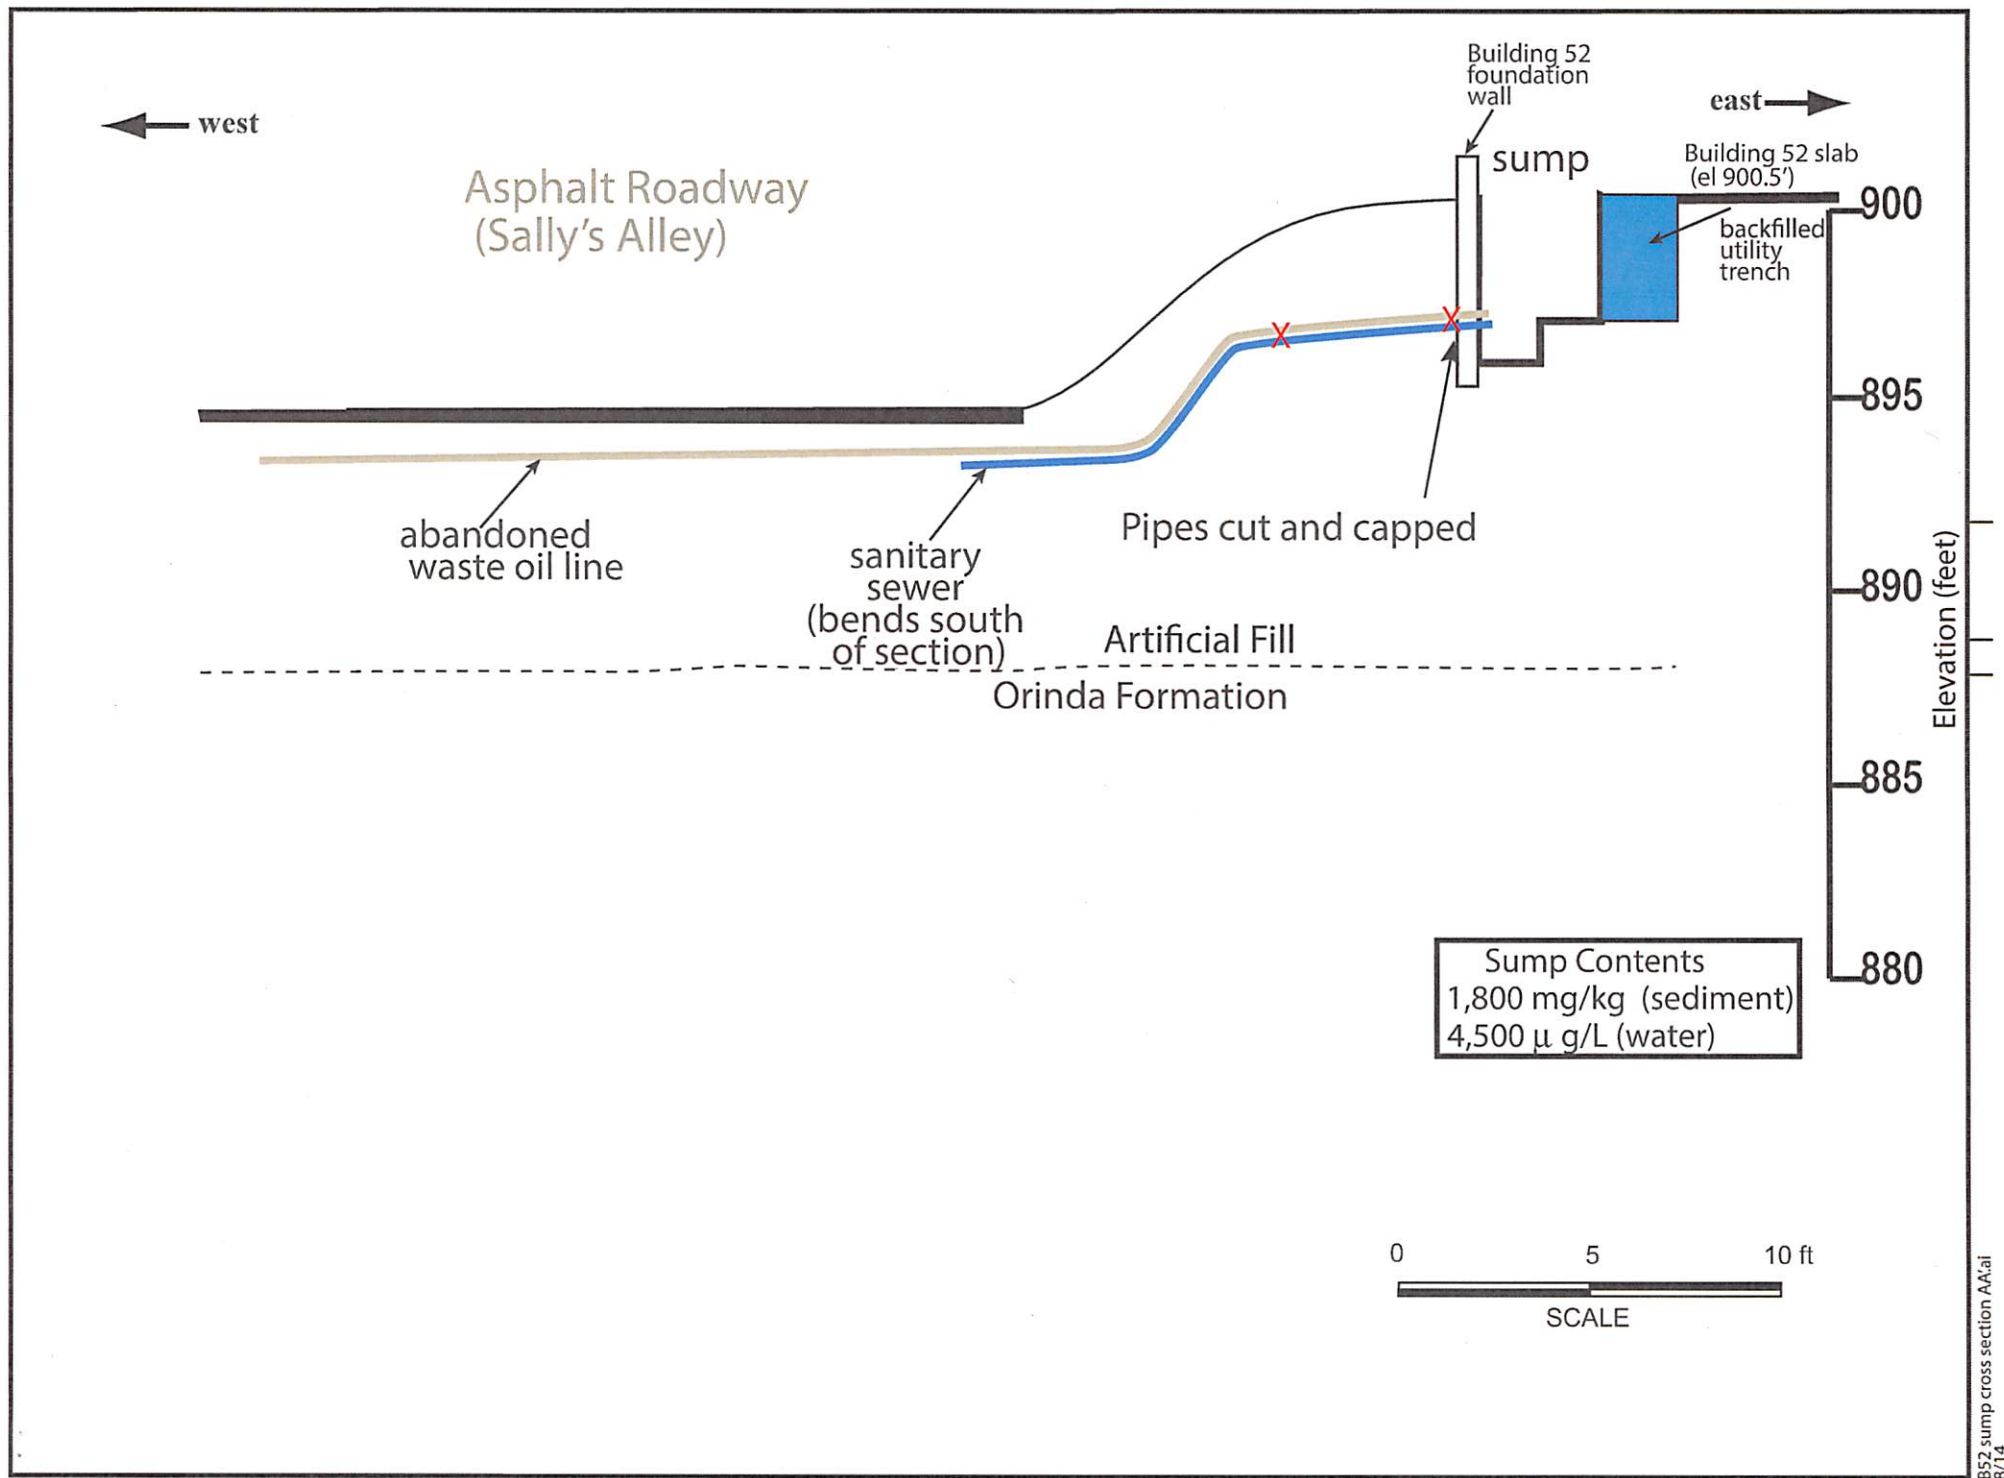 west
east
Building 52
foundation
wall
sump
Building 52 slab
(el 900.5')
Asphalt Roadway
(Sally's Alley)
backfilled
utility
trench
900
895
890
885
880
Elevation (feet)
abandoned
waste oil line
sanitary
sewer
(bends south
of section)
X
X
Pipes cut and capped
Artificial Fill
Orinda Formation
Sump Contents
1,800 mg/kg (sediment)
4,500 μ g/L (water)
0 5 10 ft
SCALE
B52 sump cross section AA'.ai